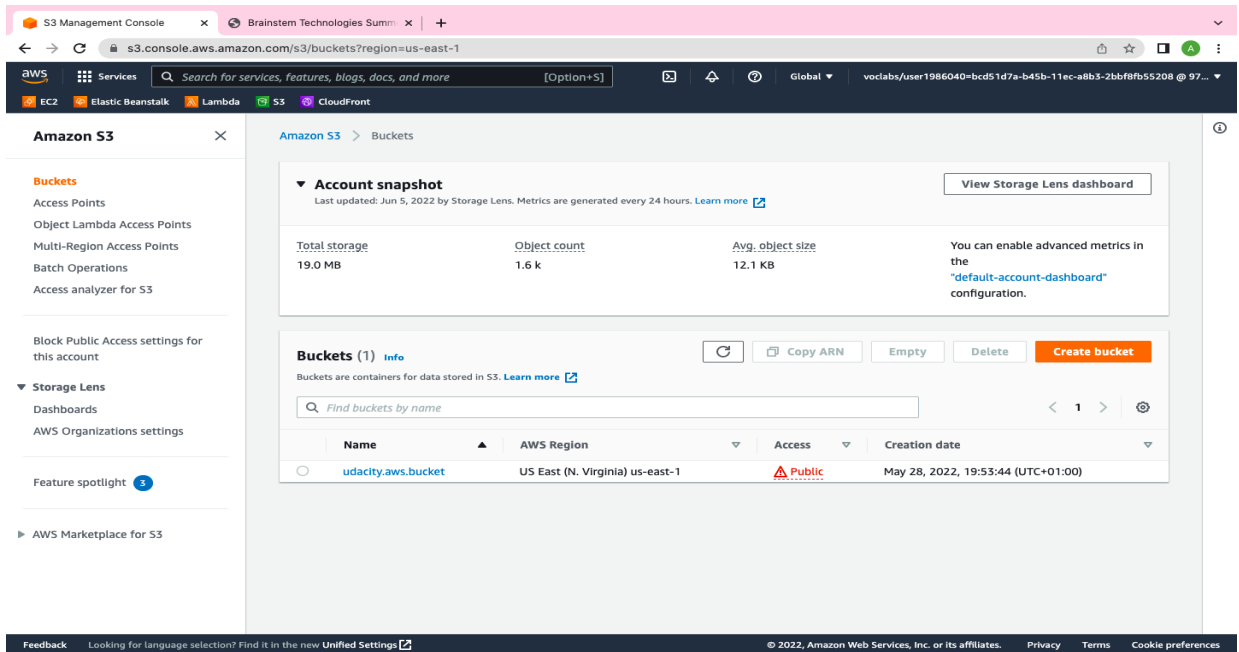 S3 Management Console
Brainstem Technologies Summ
s3.console.aws.amazon.com/s3/buckets?region=us-east-1
A
aws
Services
Search for services, features, blogs, docs, and more
[Option+S]
Global
voclabs/user1986040=bcd51d7a-b45b-11ec-a8b3-2bbf8fb55208 @ 97...
EC2
Elastic Beanstalk
Lambda
S3
CloudFront
Amazon S3
Buckets
Access Points
Object Lambda Access Points
Multi-Region Access Points
Batch Operations
Access analyzer for S3
Block Public Access settings for
this account
Storage Lens
Dashboards
AWS Organizations settings
Feature spotlight 3
AWS Marketplace for S3
Amazon S3 > Buckets
Account snapshot
Last updated: Jun 5, 2022 by Storage Lens. Metrics are generated every 24 hours. Learn more
View Storage Lens dashboard
Total storage
19.0 MB
Object count
1.6 k
Avg. object size
12.1 KB
You can enable advanced metrics in
the
"default-account-dashboard"
configuration.
Buckets (1) Info
Buckets are containers for data stored in S3. Learn more
Copy ARN
Empty
Delete
Create bucket
Find buckets by name
1
Name
AWS Region
Access
Creation date
udacity.aws.bucket
US East (N. Virginia) us-east-1
Public
May 28, 2022, 19:53:44 (UTC+01:00)
Feedback
Looking for language selection? Find it in the new Unified Settings
© 2022, Amazon Web Services, Inc. or its affiliates.
Privacy
Terms
Cookie preferences